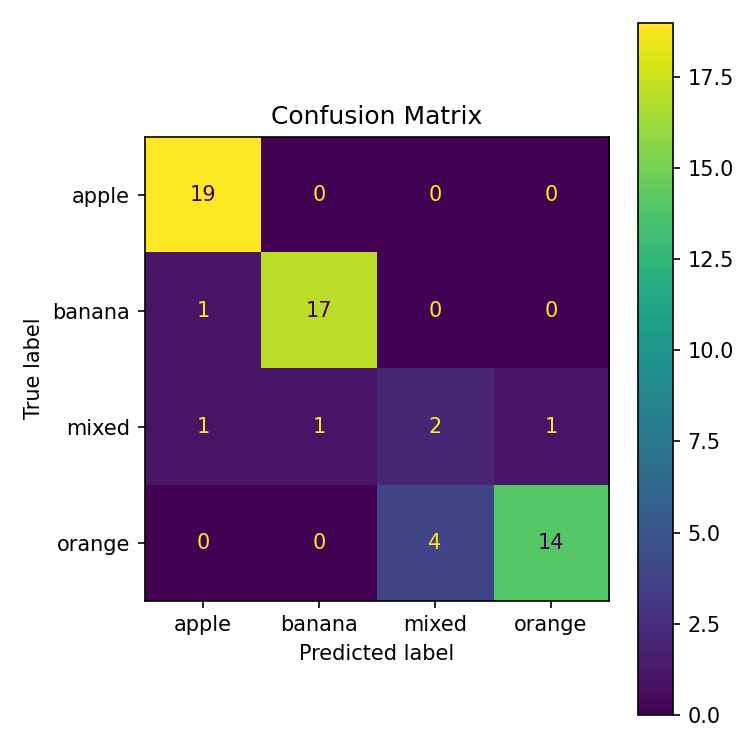 Confusion Matrix
True label
apple 19 0 0 0
banana 1 17 0 0
mixed 1 1 2 1
orange 0 0 4 14
apple banana mixed orange
Predicted label
17.5
15.0
12.5
10.0
7.5
5.0
2.5
0.0